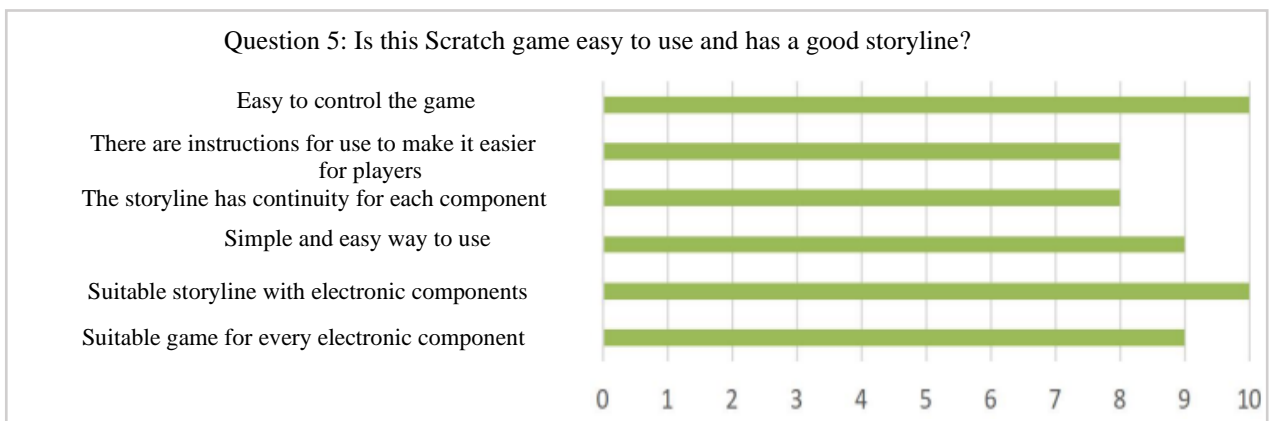 Question 5: Is this Scratch game easy to use and has a good storyline?
Easy to control the game
There are instructions for use to make it easier
for players
The storyline has continuity for each component
Simple and easy way to use
Suitable storyline with electronic components
Suitable game for every electronic component
0 1 2 3 4 5 6 7 8 9 10